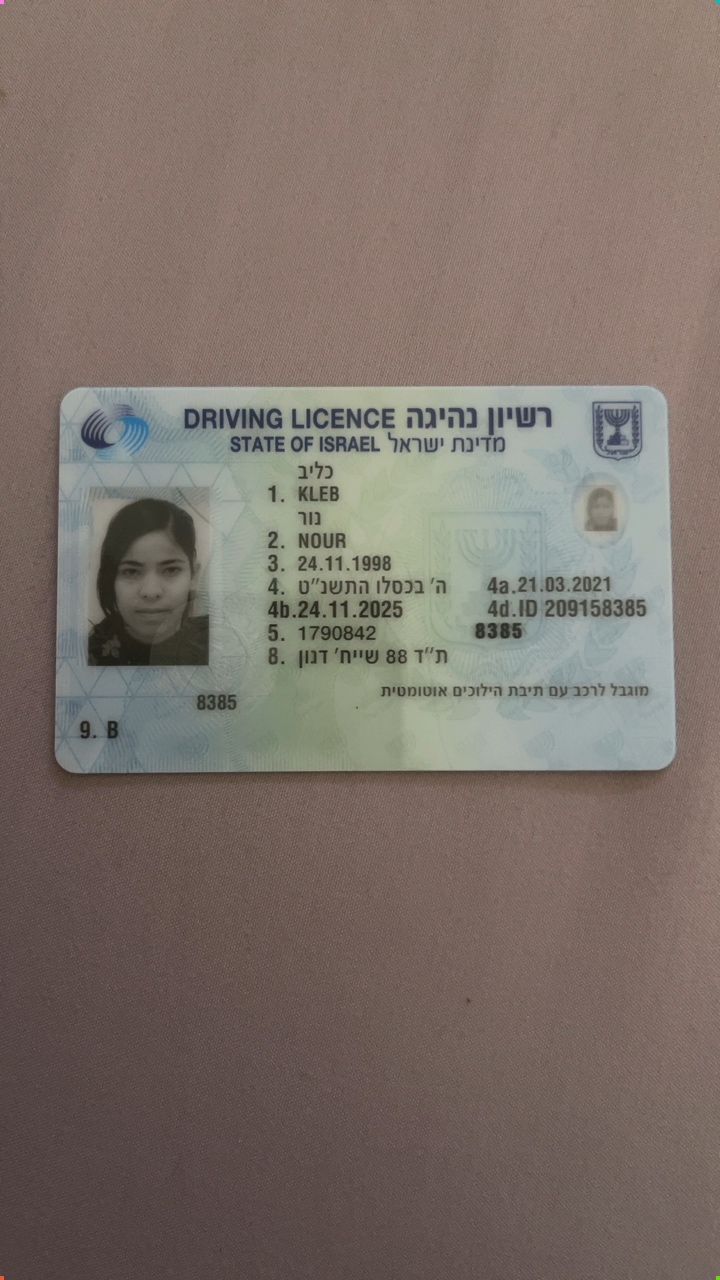 DRIVING LICENCE רשיון נהיגה
STATE OF ISRAEL מדינת ישראל
כליב
1. KLEB
נור
2. NOUR
3. 24.11.1998
4. ה' בכסלו התשנ"ט 4a.21.03.2021
4b.24.11.2025 4d.ID 209158385
5. 1790842 8385
8. ת"ד 88 שייח' דנון
מוגבל לרכב עם תיבת הילוכים אוטומטית
8385
9. B